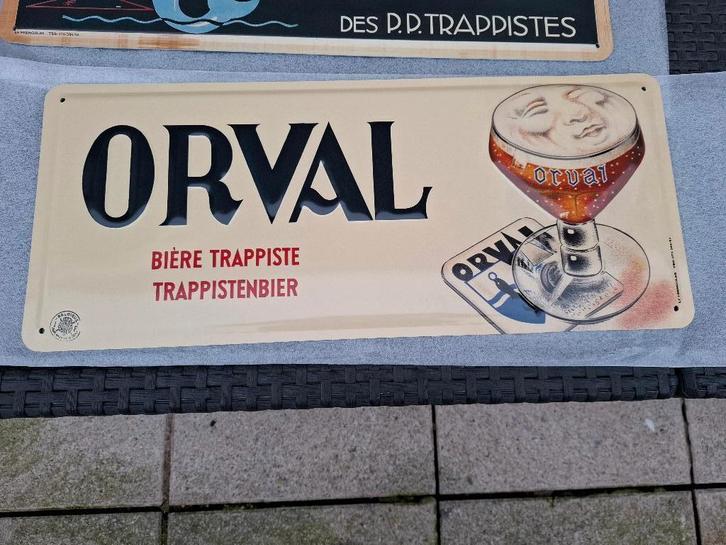 DES P.P. TRAPPISTES
ORVAL
BIÈRE TRAPPISTE
TRAPPISTENBIER
orval
ORVAL